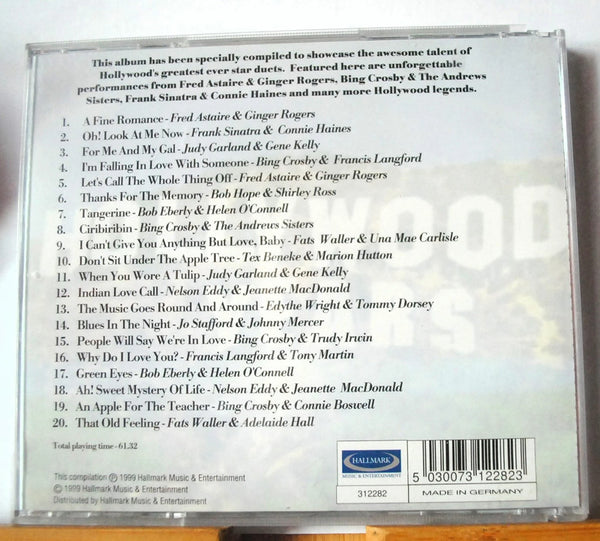 This album has been specially compiled to showcase the awesome talent of
Hollywood's greatest ever star duets. Featured here are unforgettable
performances from Fred Astaire & Ginger Rogers, Bing Crosby & The Andrews
Sisters, Frank Sinatra & Connie Haines and many more Hollywood legends.
1. A Fine Romance - Fred Astaire & Ginger Rogers
2. Oh! Look At Me Now - Frank Sinatra & Connie Haines
3. For Me And My Gal - Judy Garland & Gene Kelly
4. I'm Falling In Love With Someone - Bing Crosby & Francis Langford
5. Let's Call The Whole Thing Off - Fred Astaire & Ginger Rogers
6. Thanks For The Memory - Bob Hope & Shirley Ross
7. Tangerine - Bob Eberly & Helen O'Connell
8. Ciribiribin - Bing Crosby & The Andrews Sisters
9. I Can't Give You Anything But Love, Baby - Fats Waller & Una Mae Carlisle
10. Don't Sit Under The Apple Tree - Tex Beneke & Marion Hutton
11. When You Wore A Tulip - Judy Garland & Gene Kelly
12. Indian Love Call - Nelson Eddy & Jeanette MacDonald
13. The Music Goes Round And Around - Edythe Wright & Tommy Dorsey
14. Blues In The Night - Jo Stafford & Johnny Mercer
15. People Will Say We're In Love - Bing Crosby & Trudy Irwin
16. Why Do I Love You? - Francis Langford & Tony Martin
17. Green Eyes - Bob Eberly & Helen O'Connell
18. Ah! Sweet Mystery Of Life - Nelson Eddy & Jeanette MacDonald
19. An Apple For The Teacher - Bing Crosby & Connie Boswell
20. That Old Feeling - Fats Waller & Adelaide Hall
Total playing time - 61.32
This compilation ℗ 1999 Hallmark Music & Entertainment
© 1999 Hallmark Music & Entertainment
Distributed by Hallmark Music & Entertainment
HALLMARK
MUSIC & ENTERTAINMENT
312282
5 030073 122823
MADE IN GERMANY